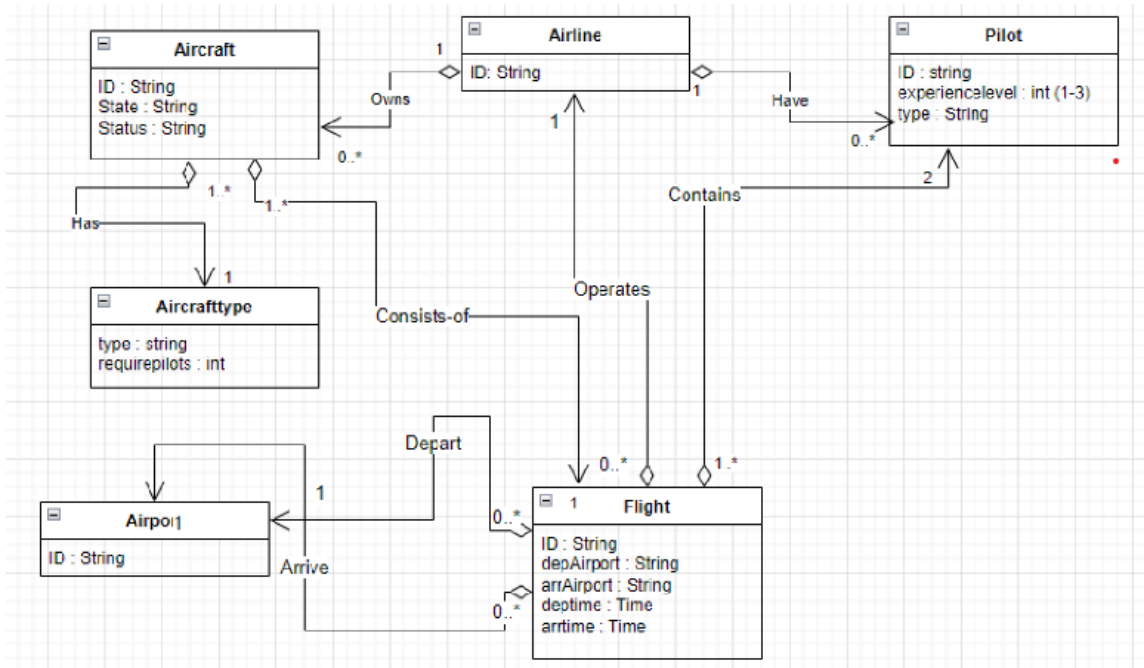 Aircraft
ID : String
State : String
Status : String
1
Owns
0..*
Airline
ID: String
1
Have
0..*
Pilot
ID : string
experiencelevel : int (1-3)
type : String
1..*
1..*
Has
1
Aircrafttype
type : string
requirepilots : int
Consists-of
1
Operates
0..*
Contains
2
1..*
Depart
0..*
1
Airport
1
ID : String
Arrive
0..*
1
Flight
ID : String
depAirport : String
arrAirport : String
deptime : Time
arrtime : Time